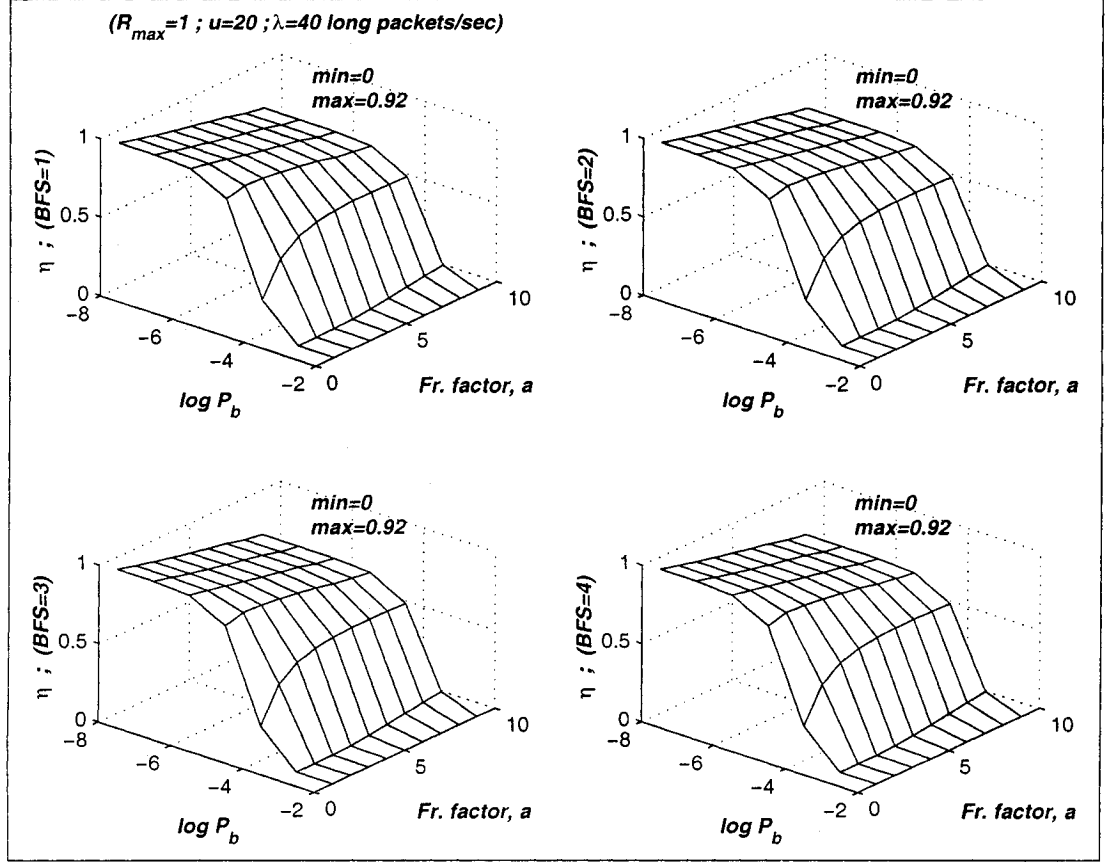 (R_max=1 ; u=20 ; λ=40 long packets/sec)
min=0
max=0.92
η ; (BFS=1)
1
0.5
0
−8
−6
−4
−2
log P_b
0
5
10
Fr. factor, a
min=0
max=0.92
η ; (BFS=2)
1
0.5
0
−8
−6
−4
−2
log P_b
0
5
10
Fr. factor, a
min=0
max=0.92
η ; (BFS=3)
1
0.5
0
−8
−6
−4
−2
log P_b
0
5
10
Fr. factor, a
min=0
max=0.92
η ; (BFS=4)
1
0.5
0
−8
−6
−4
−2
log P_b
0
5
10
Fr. factor, a